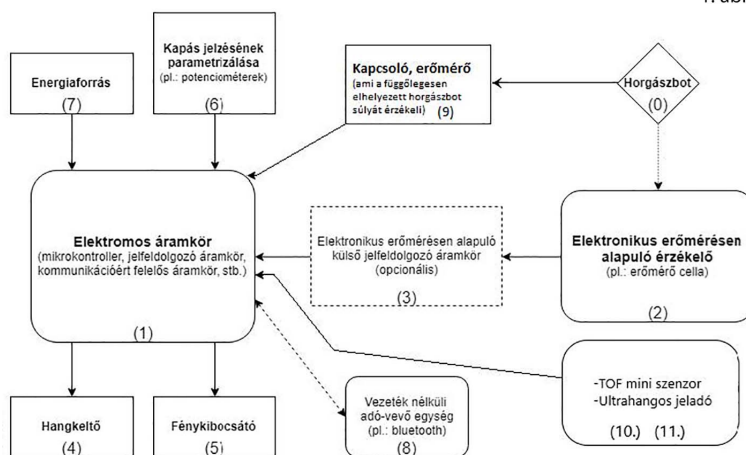 Kapás jelzésének
parametrizálása
(pl.: potenciométerek)
(6)
Energiaforrás
(7)
Kapcsoló, erőmérő
(ami a függőlegesen
elhelyezett horgászbot
súlyát érzékeli) (9)
Horgászbot
(0)
Elektromos áramkör
(mikrokontroller, jelfeldolgozó áramkör,
kommunikációért felelős áramkör, stb.)
(1)
Elektronikus erőmérésen alapuló
külső jelfeldolgozó áramkör
(opcionális)
(3)
Elektronikus erőmérésen
alapuló érzékelő
(pl.: erőmérő cella)
(2)
-TOF mini szenzor
-Ultrahangos jeladó
(10.) (11.)
Hangkeltő
(4)
Fénykibocsátó
(5)
Vezeték nélküli
adó-vevő egység
(pl.: bluetooth)
(8)